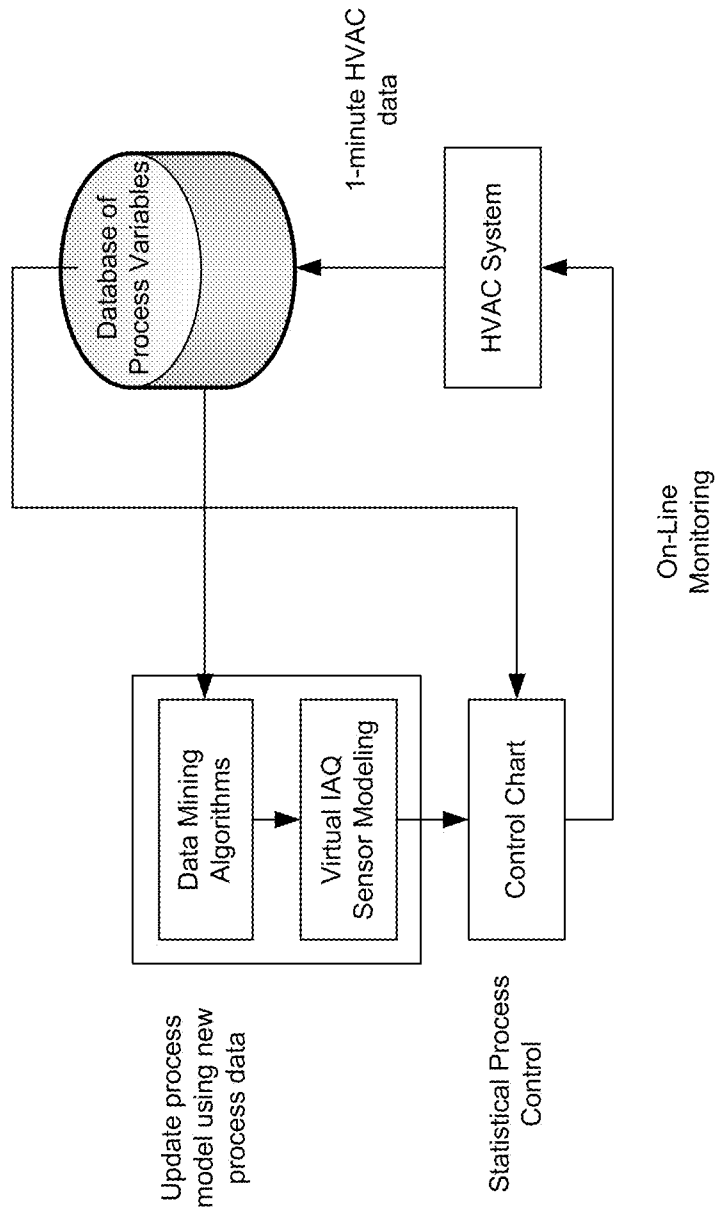 Update process
model using new
process data
Data Mining
Algorithms
Virtual IAQ
Sensor Modeling
Database of
Process Variables
1-minute HVAC
data
Statistical Process
Control
Control Chart
HVAC System
On-Line
Monitoring